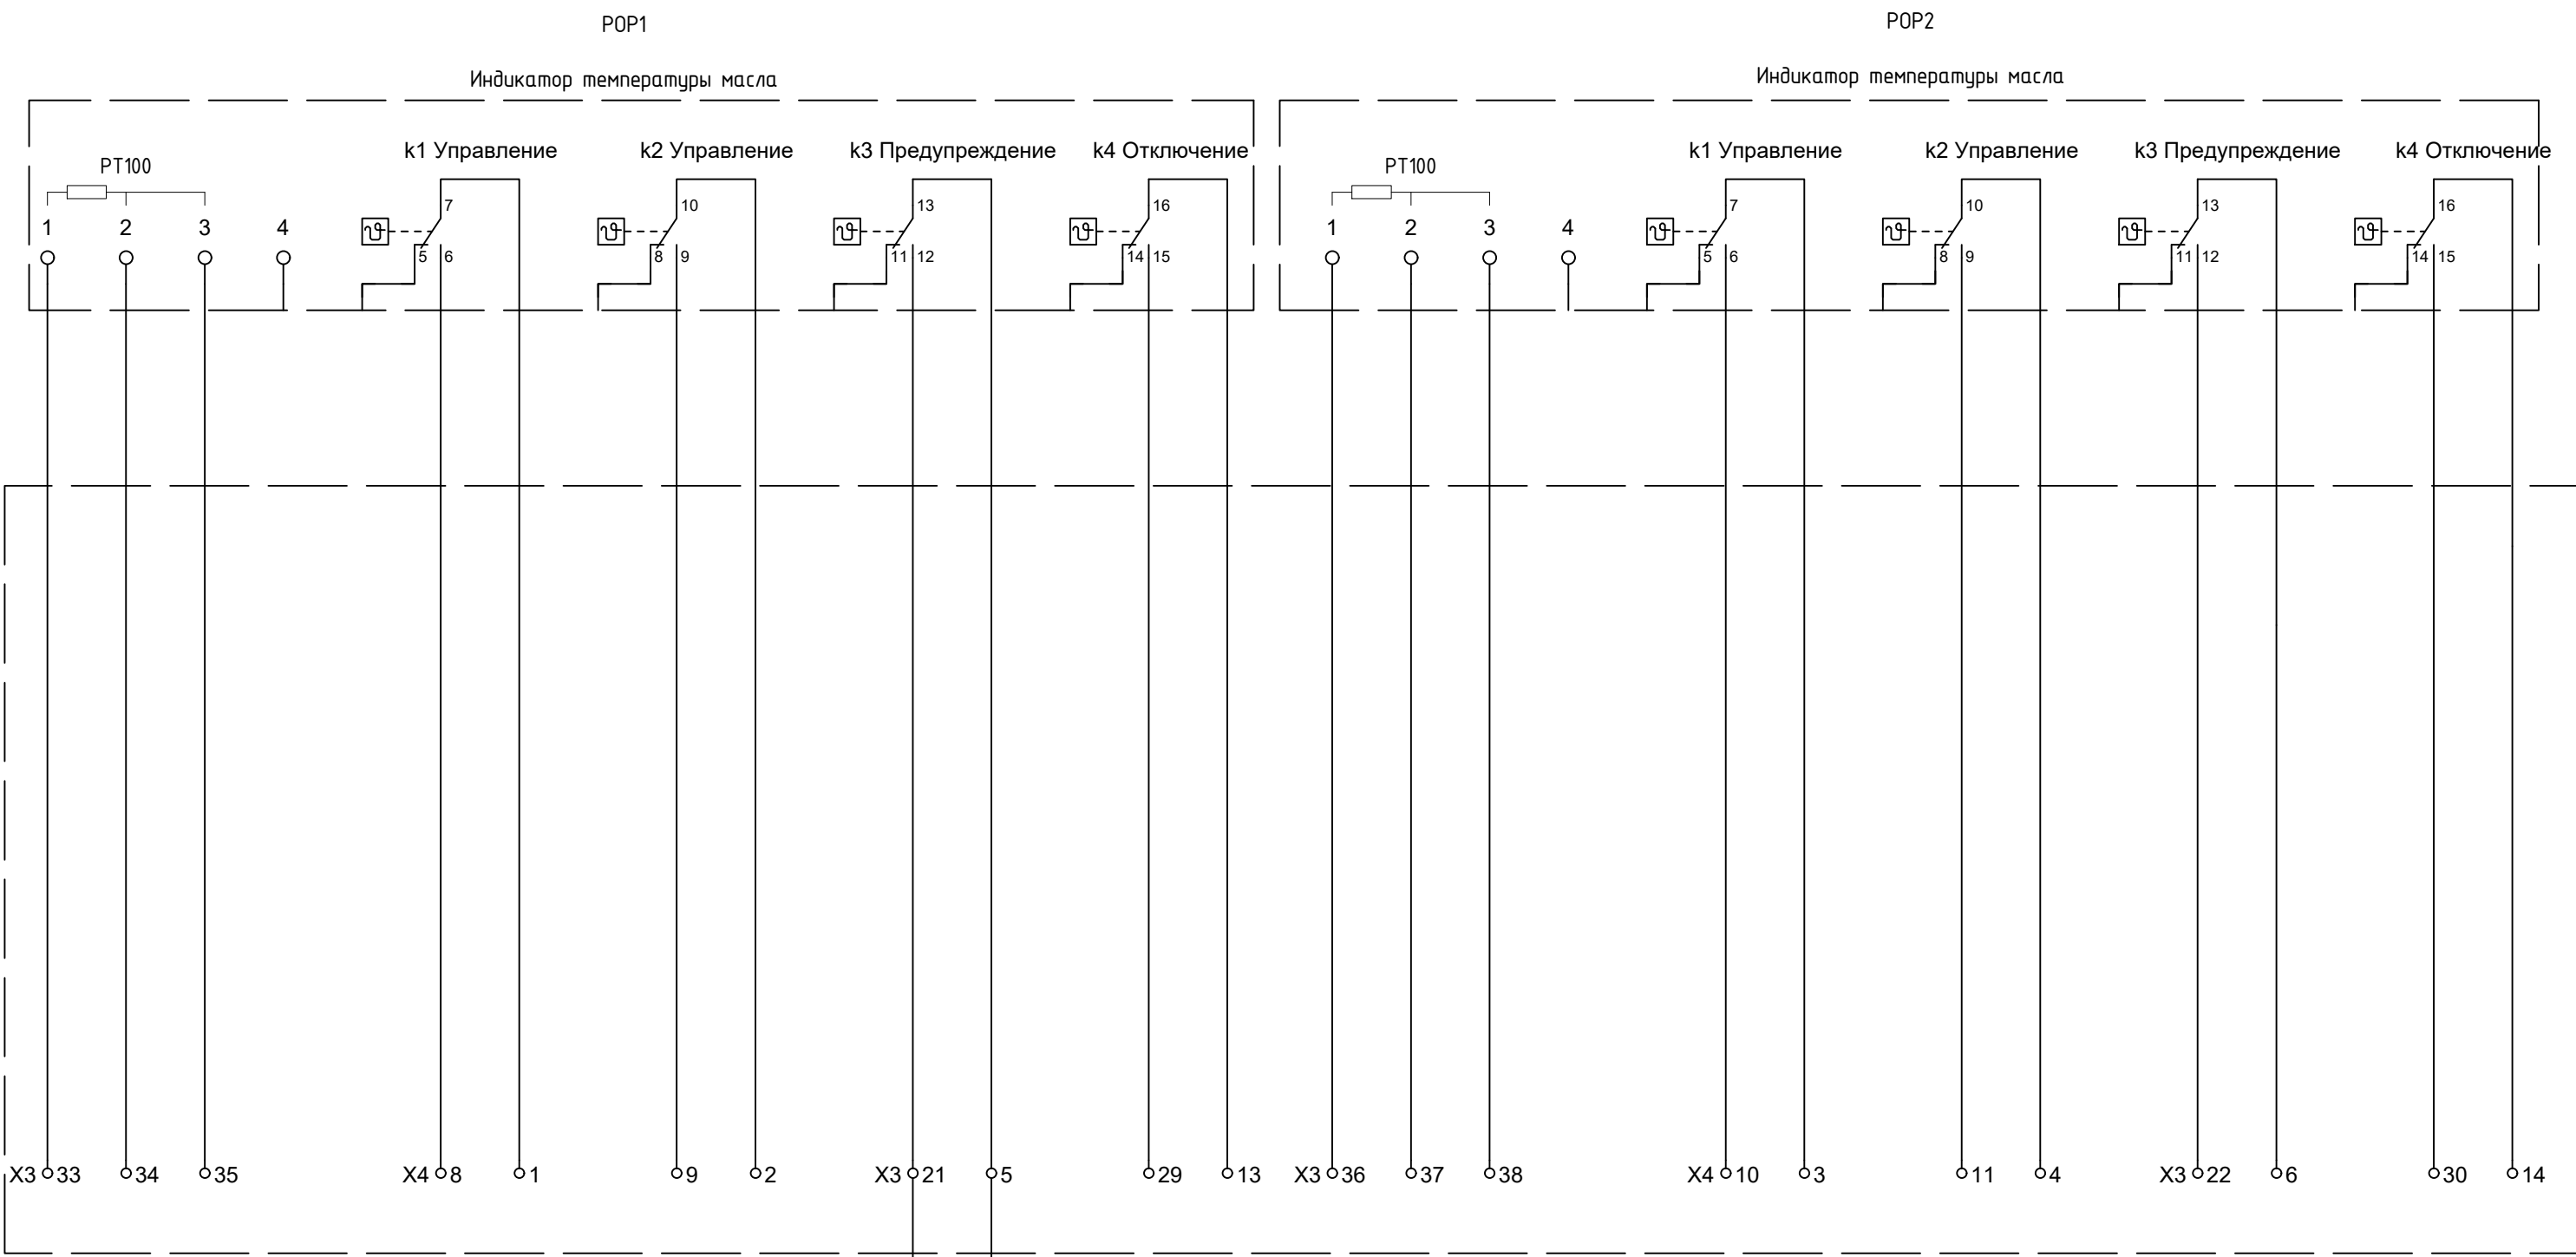 POP1
POP2
Индикатор температуры масла
Индикатор температуры масла
k1 Управление
k2 Управление
k3 Предупреждение
k4 Отключение
k1 Управление
k2 Управление
k3 Предупреждение
k4 Отключение
PT100
PT100
7
10
13
16
7
10
13
16
1 2 3 4
1 2 3 4
ϑ
ϑ
ϑ
ϑ
ϑ
ϑ
ϑ
ϑ
5 6
8 9
11 12
14 15
5 6
8 9
11 12
14 15
X3 33 34 35
X4 8 1
9 2
X3 21 5
29 13
X3 36 37 38
X4 10 3
11 4
X3 22 6
30 14